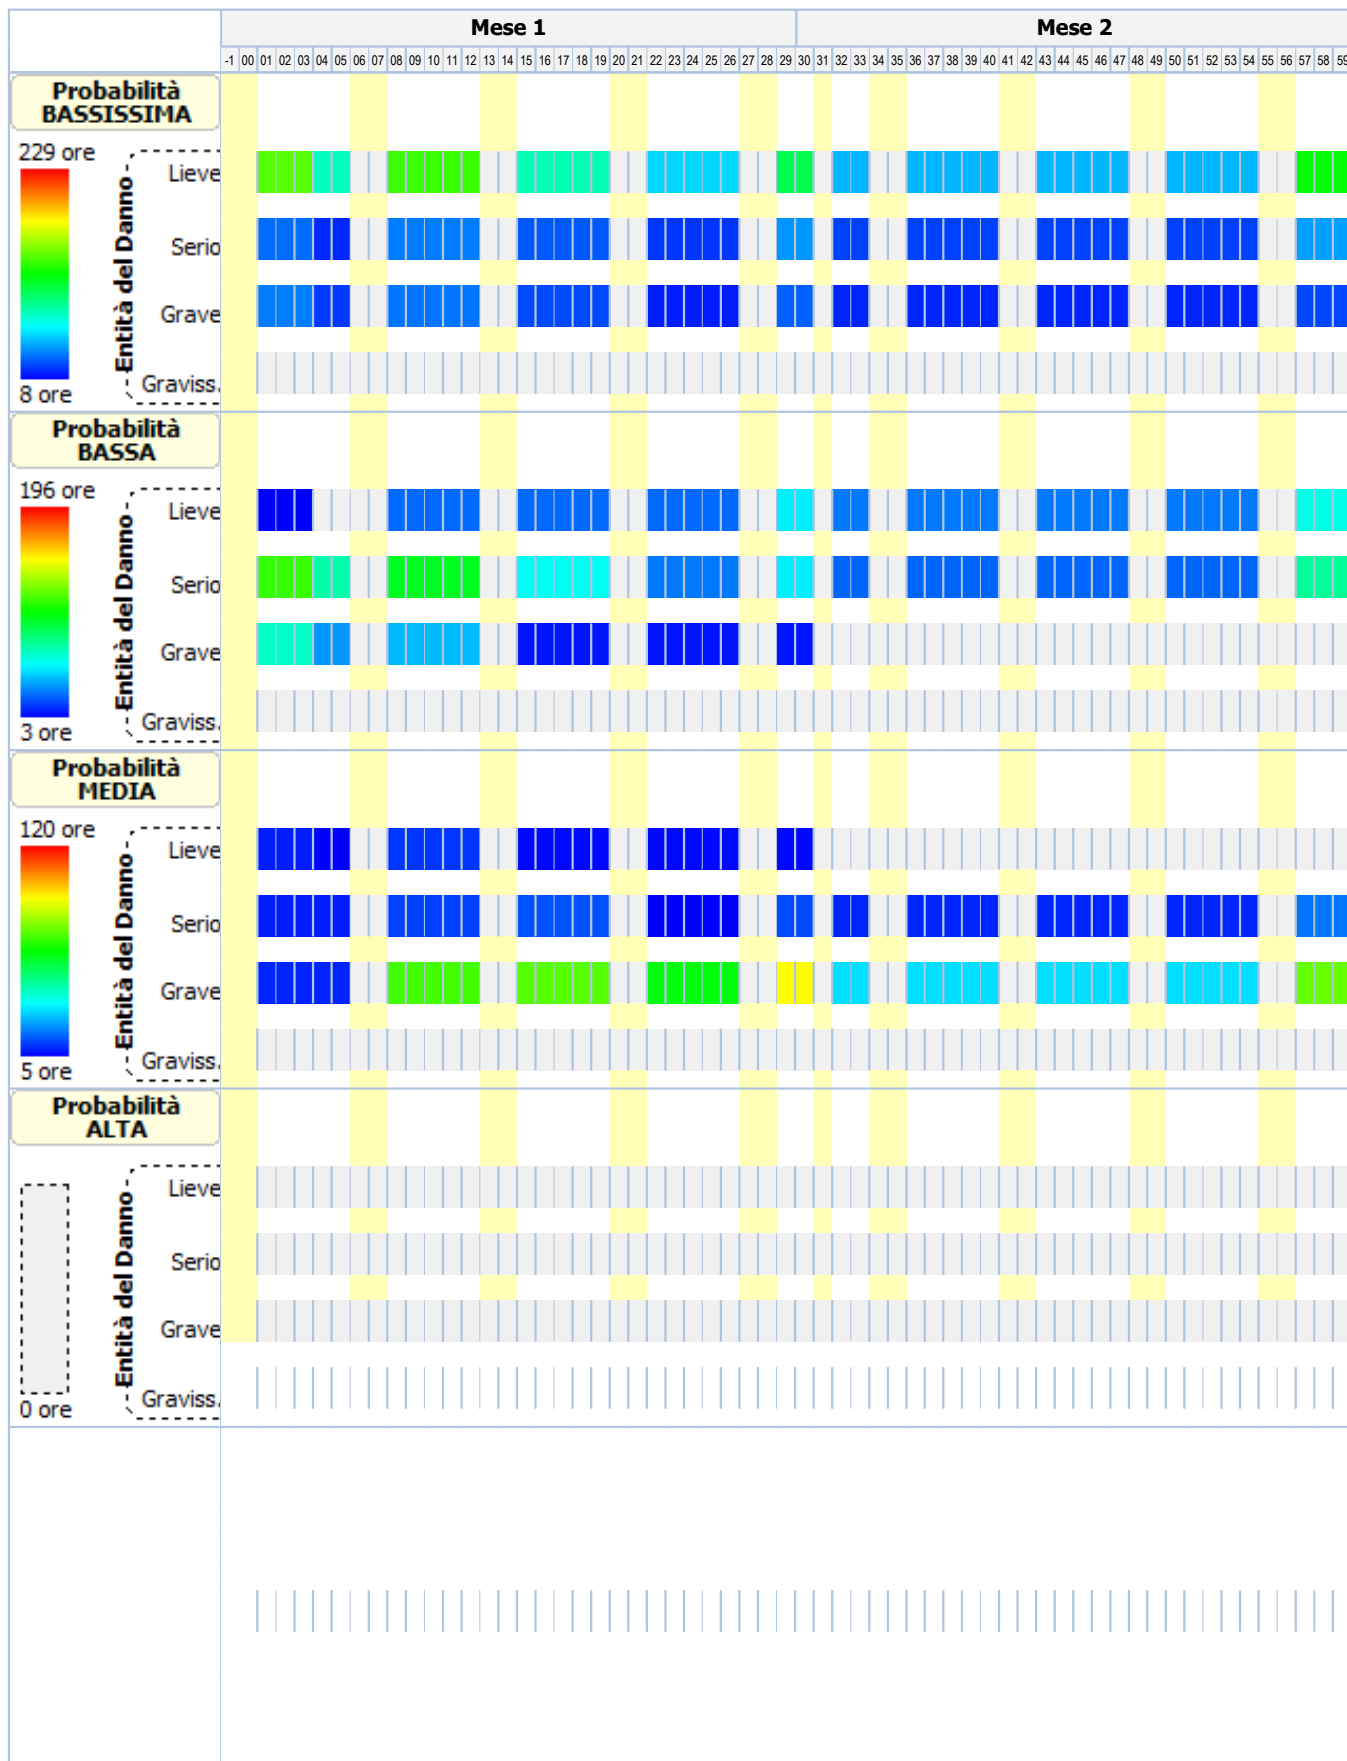 Mese 1 Mese 2
-1 00 01 02 03 04 05 06 07 08 09 10 11 12 13 14 15 16 17 18 19 20 21 22 23 24 25 26 27 28 29 30 31 32 33 34 35 36 37 38 39 40 41 42 43 44 45 46 47 48 49 50 51 52 53 54 55 56 57 58 59
Probabilità
BASSISSIMA
229 ore
8 ore
Entità del Danno
Lieve
Serio
Grave
Graviss.
Probabilità
BASSA
196 ore
3 ore
Entità del Danno
Lieve
Serio
Grave
Graviss.
Probabilità
MEDIA
120 ore
5 ore
Entità del Danno
Lieve
Serio
Grave
Graviss.
Probabilità
ALTA
0 ore
Entità del Danno
Lieve
Serio
Grave
Graviss.